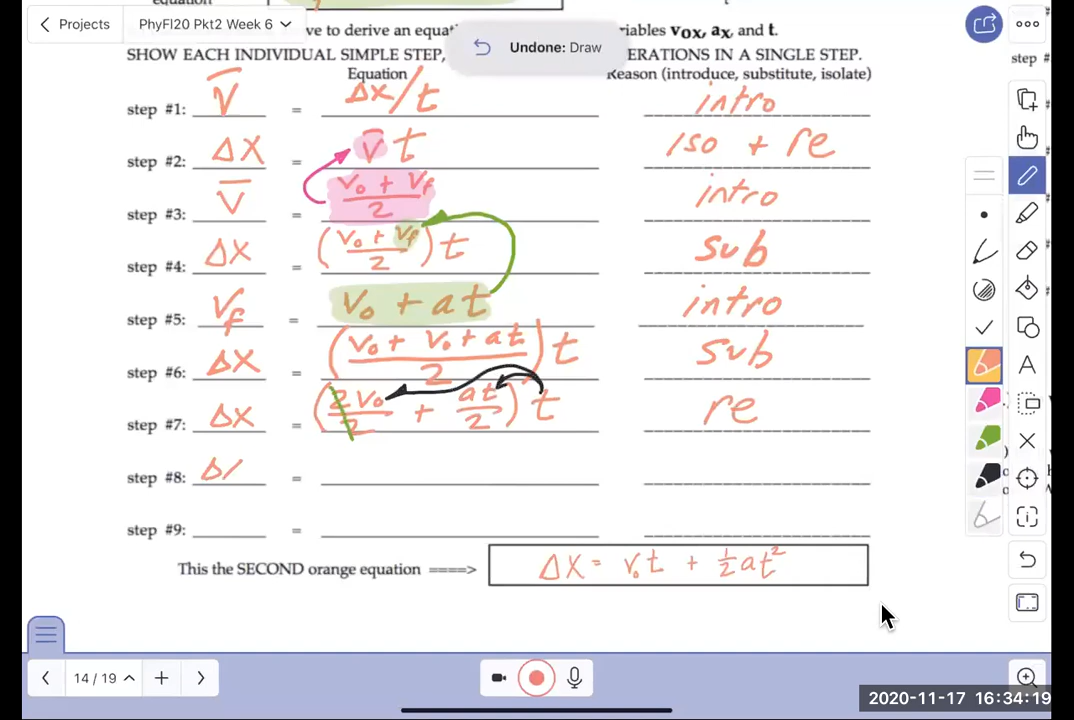 Projects
PhyFl20 Pkt2 Week 6
ve to derive an equa
riables v₀ₓ, aₓ, and t.
Undone: Draw
SHOW EACH INDIVIDUAL SIMPLE STEP,
ERATIONS IN A SINGLE STEP.
step #
Equation
Reason (introduce, substitute, isolate)
step #1: V̄ = ΔX/t intro
step #2: ΔX = v̄ t iso + re
step #3: V̄ = (v₀ + v_f)/2 intro
step #4: ΔX = ((v₀ + v_f)/2) t sub
step #5: V_f = v₀ + at intro
step #6: ΔX = ((v₀ + v₀ + at)/2) t sub
step #7: ΔX = (2v₀/2 + at/2) t re
step #8: Δ/ =
step #9: =
This the SECOND orange equation ====> ΔX = v₀t + ½at²
14 / 19
2020-11-17 16:34:19